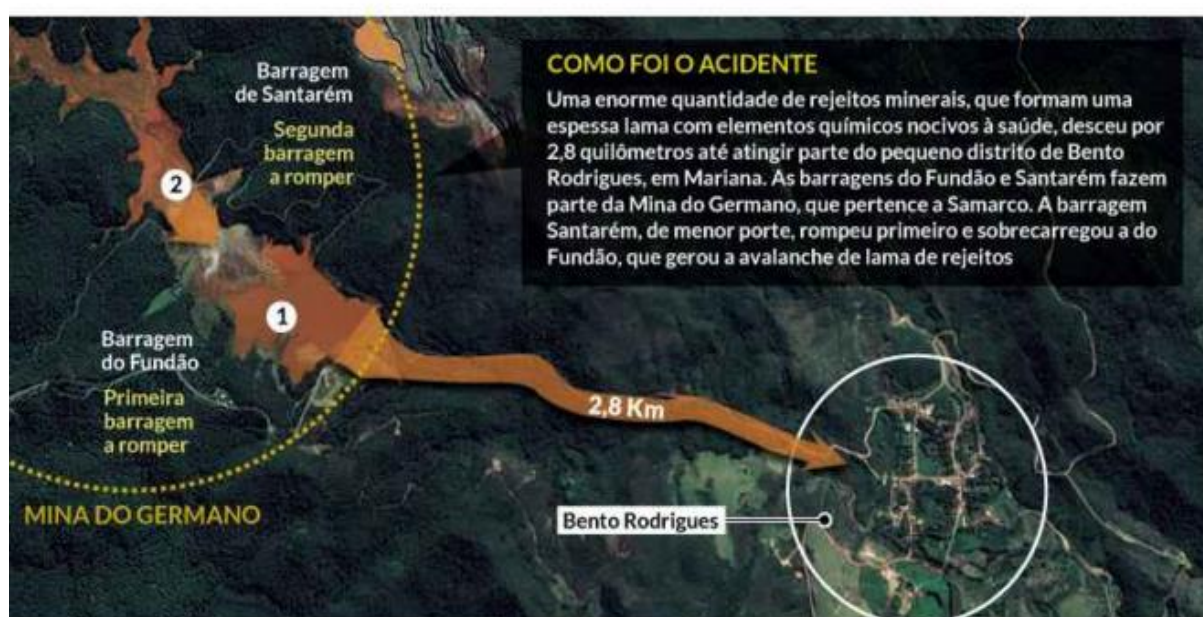 COMO FOI O ACIDENTE
Uma enorme quantidade de rejeitos minerais, que formam uma
espessa lama com elementos químicos nocivos à saúde, desceu por
2,8 quilômetros até atingir parte do pequeno distrito de Bento
Rodrigues, em Mariana. As barragens do Fundão e Santarém fazem
parte da Mina do Germano, que pertence a Samarco. A barragem
Santarém, de menor porte, rompeu primeiro e sobrecarregou a do
Fundão, que gerou a avalanche de lama de rejeitos
Barragem
de Santarém
Segunda
barragem
a romper
2
1
Barragem
do Fundão
Primeira
barragem
a romper
2,8 Km
MINA DO GERMANO
Bento Rodrigues